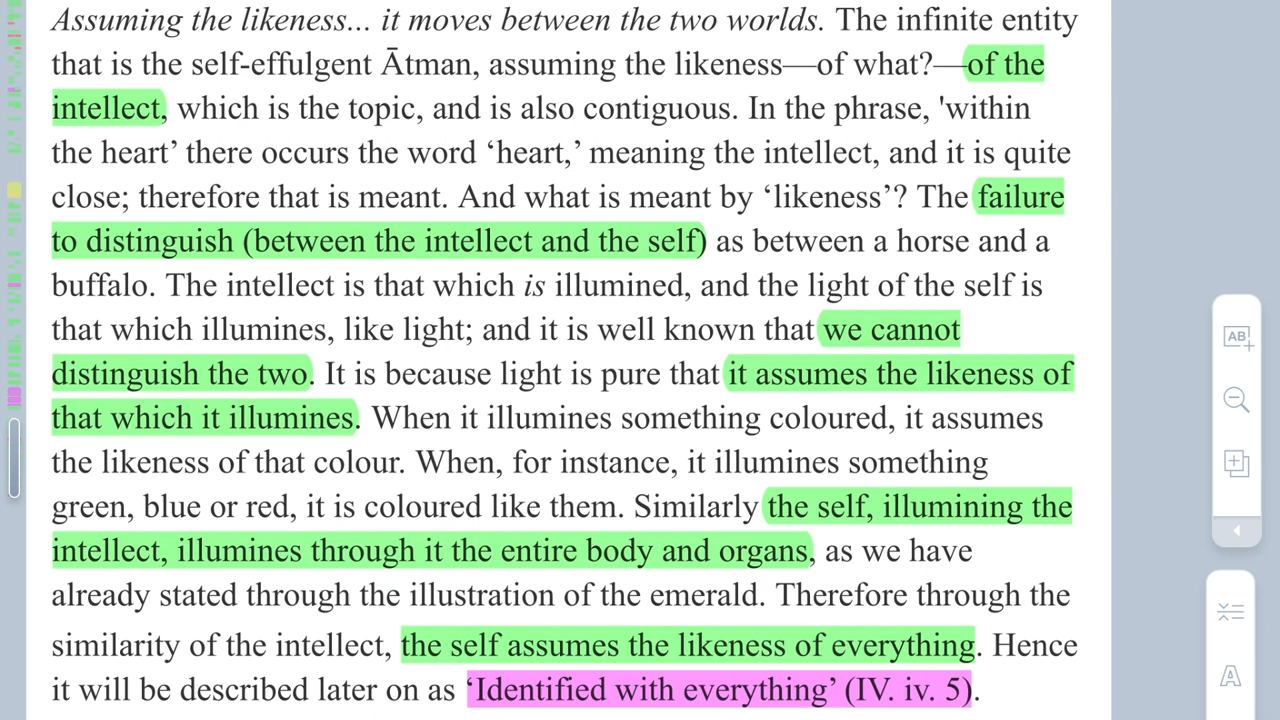 Assuming the likeness... it moves between the two worlds. The infinite entity
that is the self-effulgent Ātman, assuming the likeness—of what?—of the
intellect, which is the topic, and is also contiguous. In the phrase, 'within
the heart’ there occurs the word ‘heart,’ meaning the intellect, and it is quite
close; therefore that is meant. And what is meant by ‘likeness’? The failure
to distinguish (between the intellect and the self) as between a horse and a
buffalo. The intellect is that which is illumined, and the light of the self is
that which illumines, like light; and it is well known that we cannot
distinguish the two. It is because light is pure that it assumes the likeness of
that which it illumines. When it illumines something coloured, it assumes
the likeness of that colour. When, for instance, it illumines something
green, blue or red, it is coloured like them. Similarly the self, illumining the
intellect, illumines through it the entire body and organs, as we have
already stated through the illustration of the emerald. Therefore through the
similarity of the intellect, the self assumes the likeness of everything. Hence
it will be described later on as ‘Identified with everything’ (IV. iv. 5).
AB
A